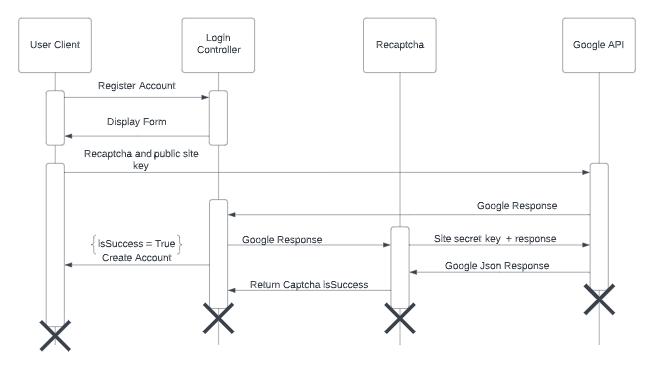 User Client
Login
Controller
Recaptcha
Google API
Register Account
Display Form
Recaptcha and public site
key
Google Response
{isSuccess = True}
Create Account
Google Response
Site secret key + response
Google Json Response
Return Captcha isSuccess